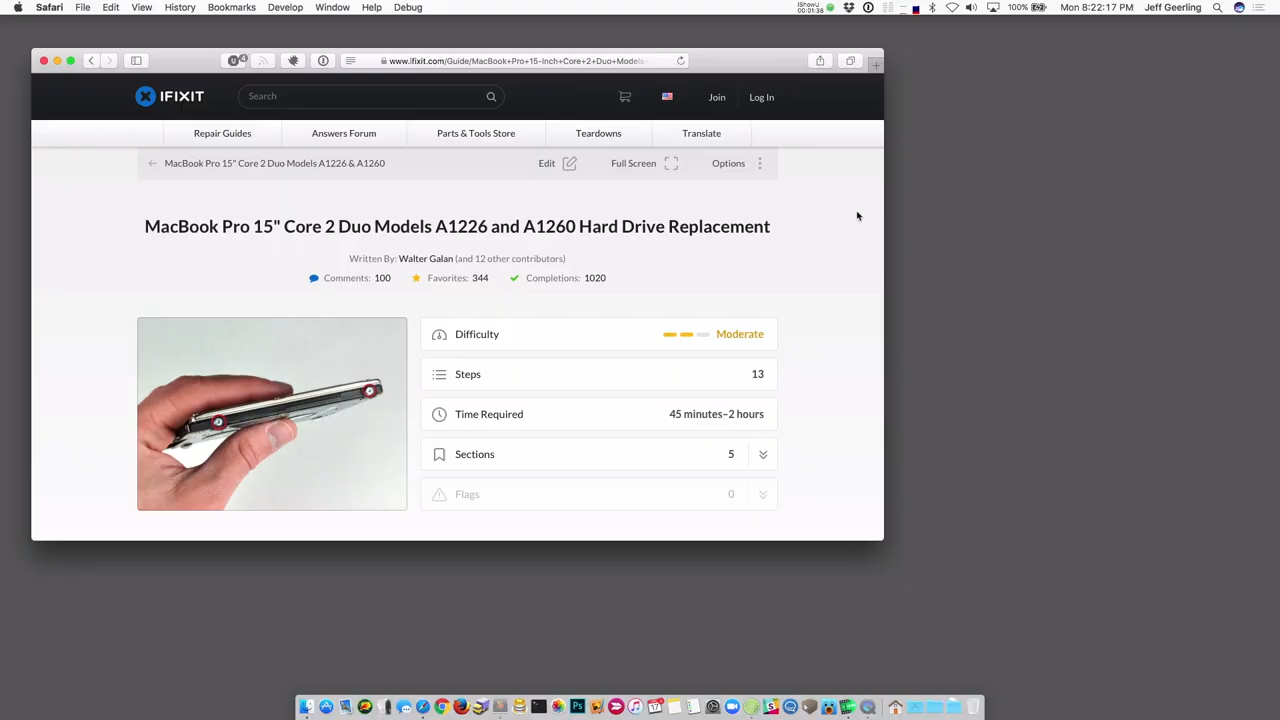 Safari File Edit View History Bookmarks Develop Window Help Debug
iShowU
00:01:38
100%
Mon 8:22:17 PM Jeff Geerling
www.ifixit.com/Guide/MacBook+Pro+15-Inch+Core+2+Duo+Models-
IFIXIT
Search
Join
Log In
Repair Guides
Answers Forum
Parts & Tools Store
Teardowns
Translate
MacBook Pro 15" Core 2 Duo Models A1226 & A1260
Edit
Full Screen
Options
MacBook Pro 15" Core 2 Duo Models A1226 and A1260 Hard Drive Replacement
Written By: Walter Galan (and 12 other contributors)
Comments: 100 Favorites: 344 Completions: 1020
Difficulty Moderate
Steps 13
Time Required 45 minutes–2 hours
Sections 5
Flags 0